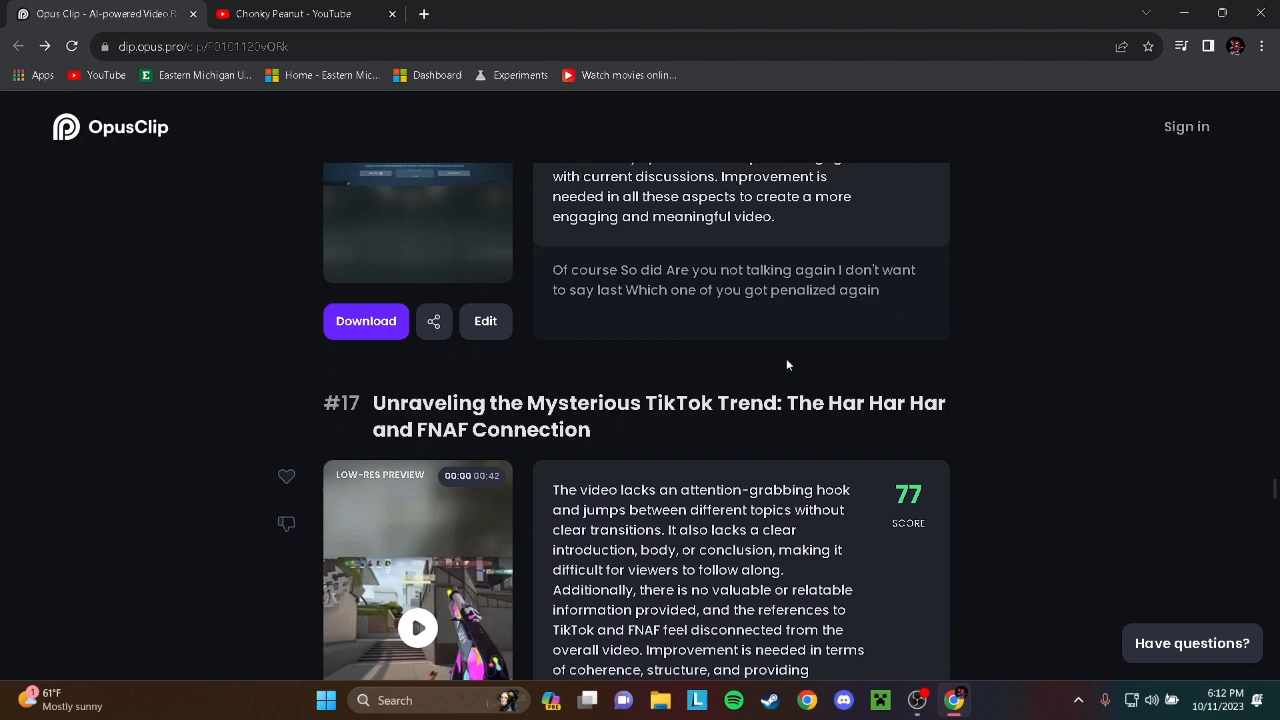 Opus Clip - AI-powered Video Re
Chonky Peanut - YouTube
Apps
YouTube
Eastern Michigan U...
Home - Eastern Mic...
Dashboard
Experiments
Watch movies onlin...
OpusClip
Sign in
with current discussions. Improvement is
needed in all these aspects to create a more
engaging and meaningful video.
Of course So did Are you not talking again I don't want
to say last Which one of you got penalized again
Download
Edit
#17 Unraveling the Mysterious TikTok Trend: The Har Har Har
and FNAF Connection
LOW-RES PREVIEW
00:00 00:42
The video lacks an attention-grabbing hook
and jumps between different topics without
clear transitions. It also lacks a clear
introduction, body, or conclusion, making it
difficult for viewers to follow along.
Additionally, there is no valuable or relatable
information provided, and the references to
TikTok and FNAF feel disconnected from the
overall video. Improvement is needed in terms
of coherence, structure, and providing
77
SCORE
Have questions?
1
61°F
Mostly sunny
Search
6:12 PM
10/11/2023